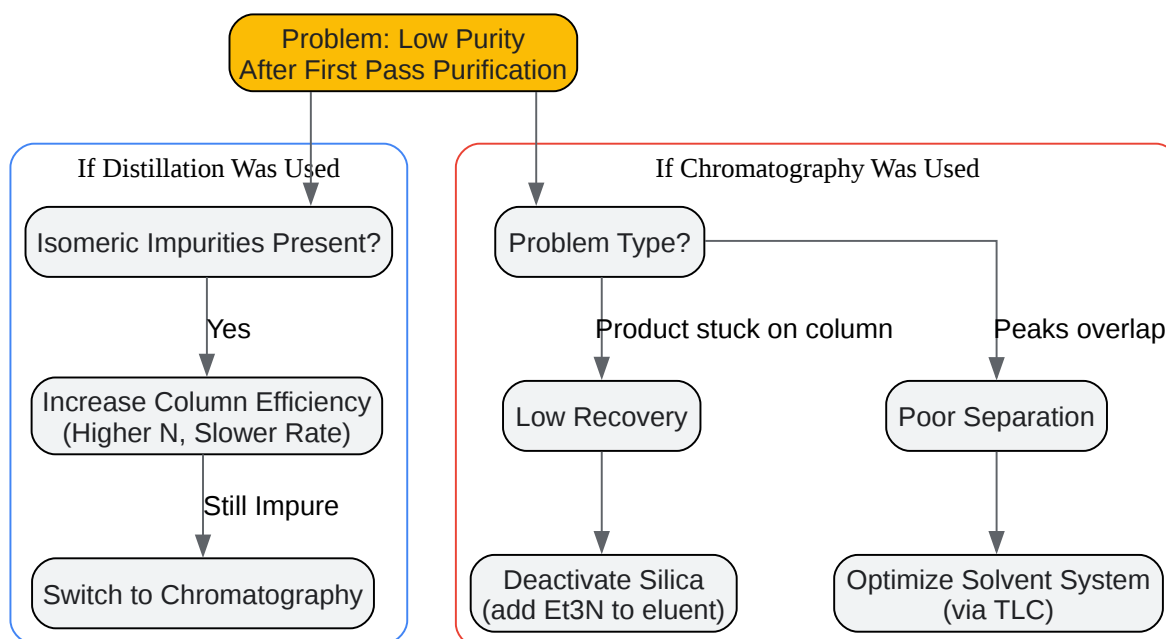 Problem: Low Purity
After First Pass Purification
If Distillation Was Used
Isomeric Impurities Present?
Yes
Increase Column Efficiency
(Higher N, Slower Rate)
Still Impure
Switch to Chromatography
If Chromatography Was Used
Problem Type?
Product stuck on column
Peaks overlap
Low Recovery
Poor Separation
Deactivate Silica
(add Et3N to eluent)
Optimize Solvent System
(via TLC)